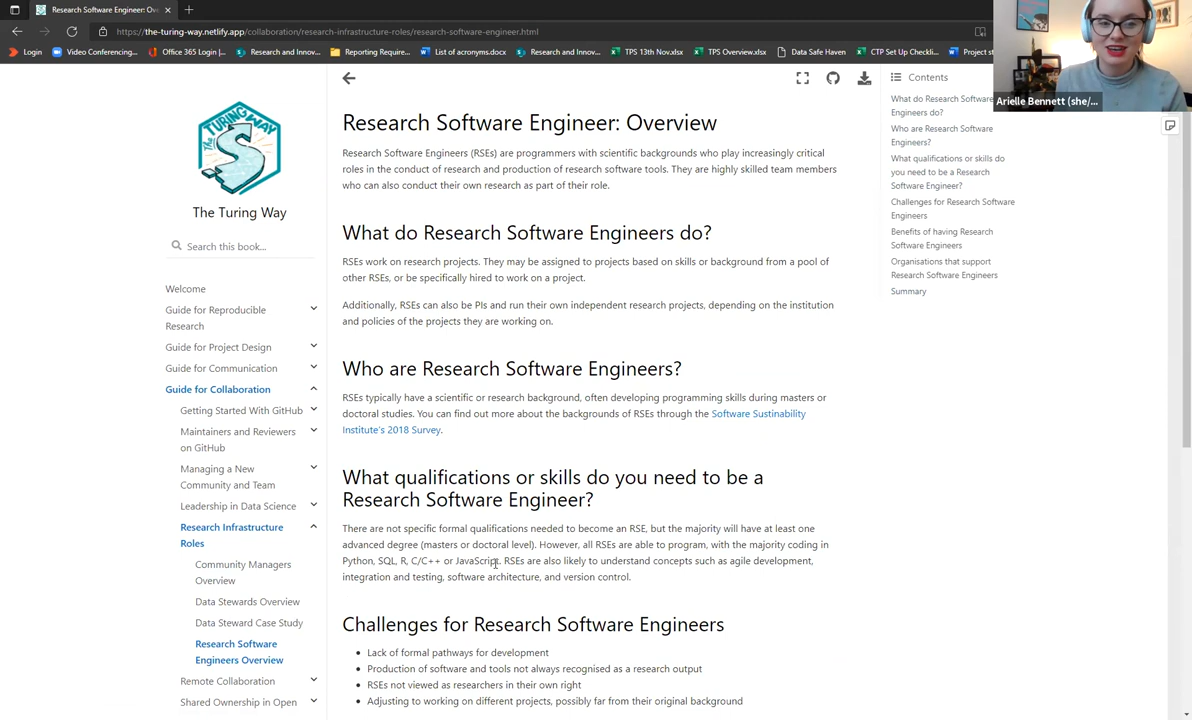 Research Software Engineer: Ove
https://the-turing-way.netlify.app/collaboration/research-infrastructure-roles/research-software-engineer.html
Login
Video Conferencing...
Office 365 Login |...
Research and Innov...
Reporting Require...
List of acronyms.docx
Research and Innov...
TPS 13th Nov.xlsx
TPS Overview.xlsx
Data Safe Haven
CTP Set Up Checkli...
Project st
Arielle Bennett (she/...
THE TURING WAY
The Turing Way
Search this book...
Welcome
Guide for Reproducible
Research
Guide for Project Design
Guide for Communication
Guide for Collaboration
Getting Started With GitHub
Maintainers and Reviewers
on GitHub
Managing a New
Community and Team
Leadership in Data Science
Research Infrastructure
Roles
Community Managers
Overview
Data Stewards Overview
Data Steward Case Study
Research Software
Engineers Overview
Remote Collaboration
Shared Ownership in Open
Research Software Engineer: Overview
Research Software Engineers (RSEs) are programmers with scientific backgrounds who play increasingly critical
roles in the conduct of research and production of research software tools. They are highly skilled team members
who can also conduct their own research as part of their role.
What do Research Software Engineers do?
RSEs work on research projects. They may be assigned to projects based on skills or background from a pool of
other RSEs, or be specifically hired to work on a project.
Additionally, RSEs can also be PIs and run their own independent research projects, depending on the institution
and policies of the projects they are working on.
Who are Research Software Engineers?
RSEs typically have a scientific or research background, often developing programming skills during masters or
doctoral studies. You can find out more about the backgrounds of RSEs through the Software Sustinability
Institute's 2018 Survey.
What qualifications or skills do you need to be a
Research Software Engineer?
There are not specific formal qualifications needed to become an RSE, but the majority will have at least one
advanced degree (masters or doctoral level). However, all RSEs are able to program, with the majority coding in
Python, SQL, R, C/C++ or JavaScript. RSEs are also likely to understand concepts such as agile development,
integration and testing, software architecture, and version control.
Challenges for Research Software Engineers
• Lack of formal pathways for development
• Production of software and tools not always recognised as a research output
• RSEs not viewed as researchers in their own right
• Adjusting to working on different projects, possibly far from their original background
Contents
What do Research Software
Engineers do?
Who are Research Software
Engineers?
What qualifications or skills do
you need to be a Research
Software Engineer?
Challenges for Research Software
Engineers
Benefits of having Research
Software Engineers
Organisations that support
Research Software Engineers
Summary